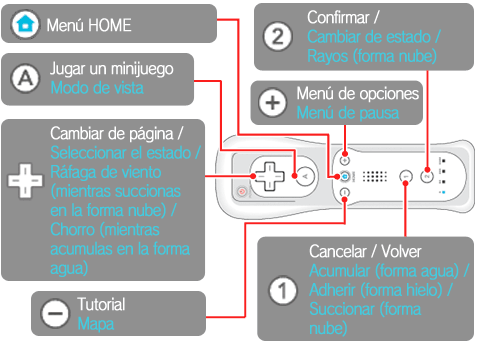 Menú HOME
A
Jugar un minijuego
Modo de vista
Cambiar de página /
Seleccionar el estado /
Ráfaga de viento
(mientras succionas
en la forma nube) /
Chorro (mientras
acumulas en la forma
agua)
Tutorial
Mapa
2
Confirmar /
Cambiar de estado /
Rayos (forma nube)
+
Menú de opciones
Menú de pausa
1
Cancelar / Volver
Acumular (forma agua) /
Adherir (forma hielo) /
Succionar (forma
nube)